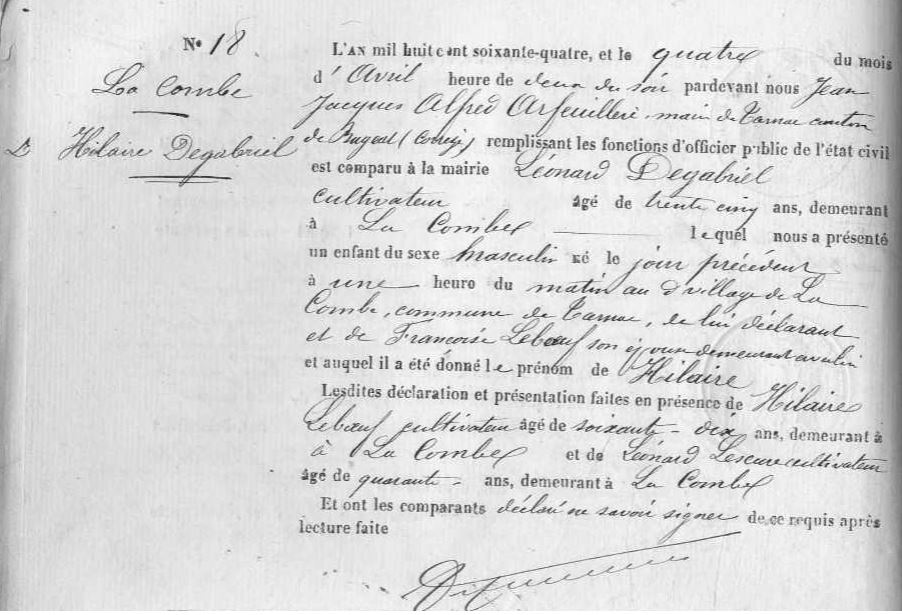 No 18.
La Combe
D Hilaire Degabriel
L'AN mil huit cent soixante-quatre, et le quatre du mois
d'Avril heure de deux du soir pardevant nous Jean
Jacques Alfred Arfeuillère, maire de Tarnac canton
de Bugeat (Corrèze) remplissant les fonctions d'officier public de l'état civil
est comparu à la mairie Léonard Degabriel
cultivateur âgé de trente cinq ans, demeurant
à La Combe lequel nous a présenté
un enfant du sexe masculin né le jour précédent
à une heure du matin au d village de La
Combe, commune de Tarnac, de lui déclarant
et de Françoise Lebœuf son épouse demeurant avec lui
et auquel il a été donné le prénom de Hilaire
Lesdites déclaration et présentation faites en présence de Hilaire
Lebœuf cultivateur âgé de soixante-dix ans, demeurant à
à La Combe et de Léonard Lescure cultivateur
âgé de quarante - ans, demeurant à La Combe
Et ont les comparants déclaré ne savoir signer de ce requis après
lecture faite